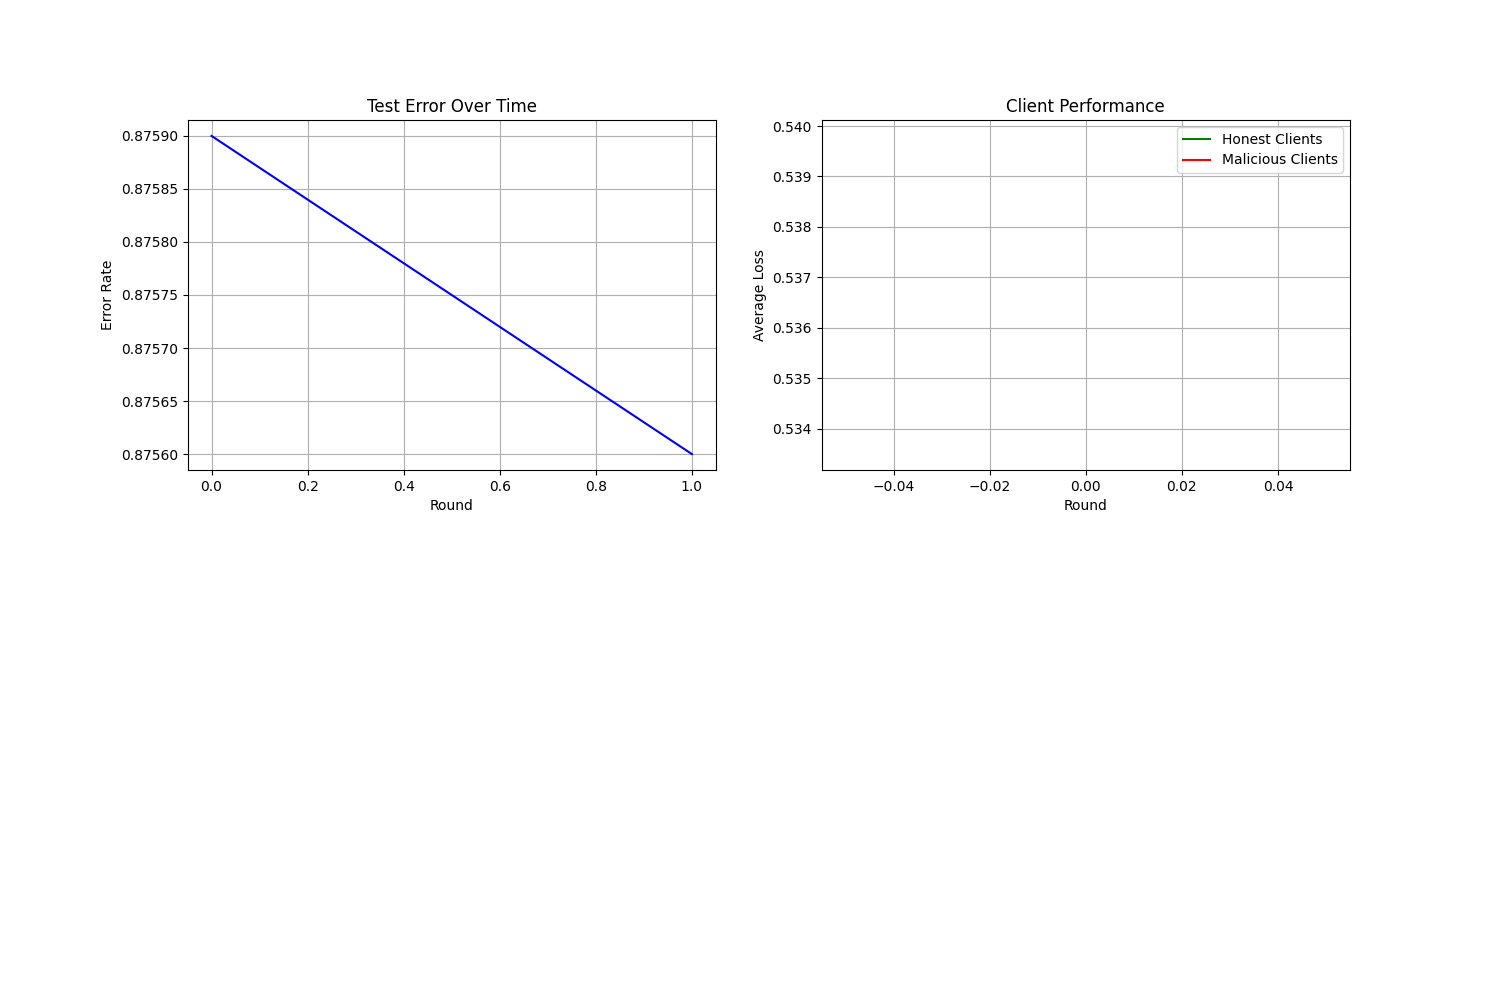 Test Error Over Time
0.87590
0.87585
0.87580
0.87575
0.87570
0.87565
0.87560
Error Rate
0.0 0.2 0.4 0.6 0.8 1.0
Round
Client Performance
Honest Clients
Malicious Clients
0.540
0.539
0.538
0.537
0.536
0.535
0.534
Average Loss
−0.04 −0.02 0.00 0.02 0.04
Round